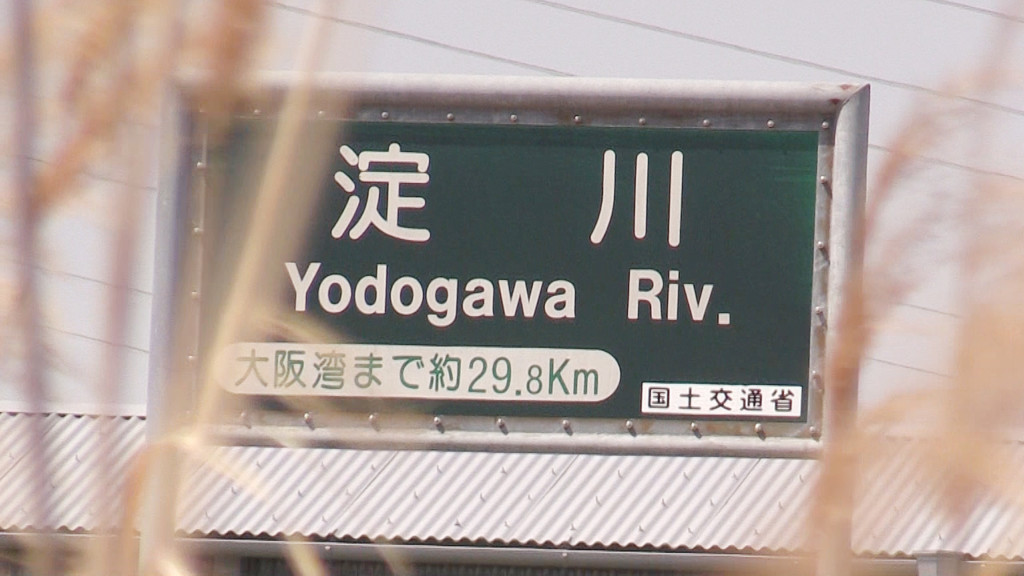 淀川
Yodogawa Riv.
大阪湾まで約29.8Km
国土交通省